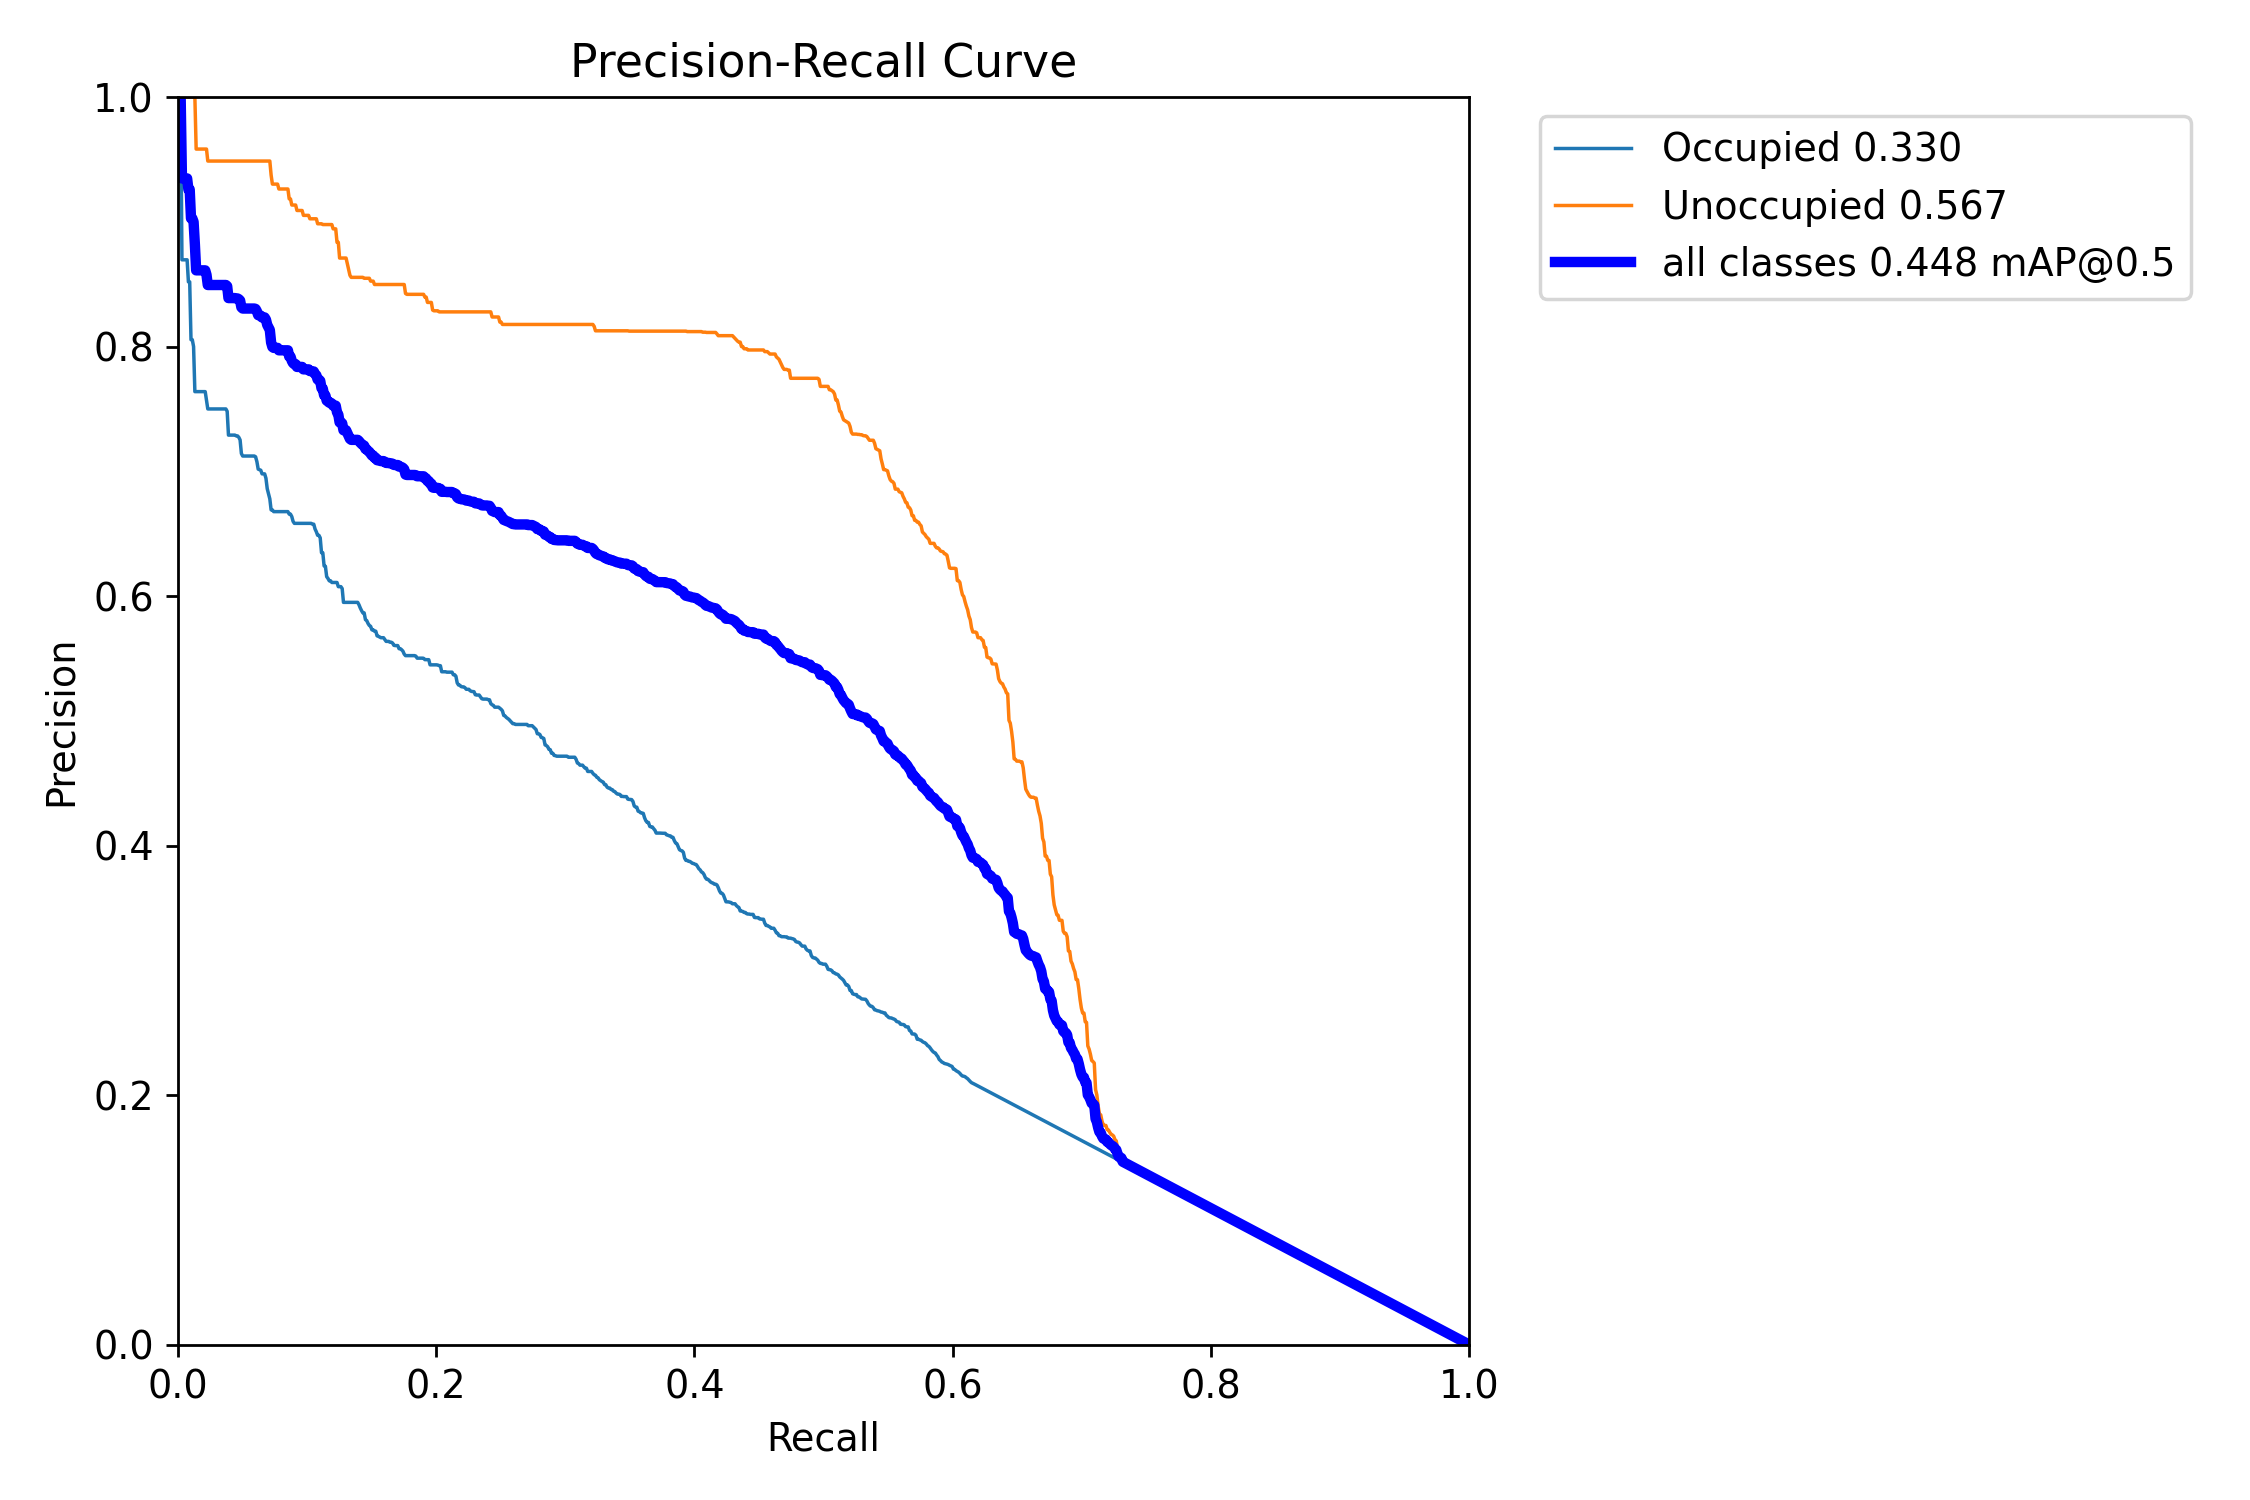 Precision-Recall Curve
1.0
0.8
0.6
0.4
0.2
0.0
Precision
0.0 0.2 0.4 0.6 0.8 1.0
Recall
Occupied 0.330
Unoccupied 0.567
all classes 0.448 mAP@0.5